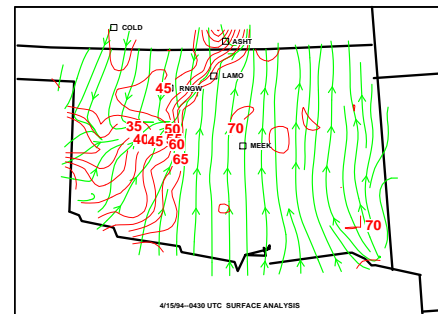 COLD
ASHT
LAMO
45 RNGW
35 50 70
40 45 55
60
MEEK
65
70
4/15/94--0430 UTC SURFACE ANALYSIS